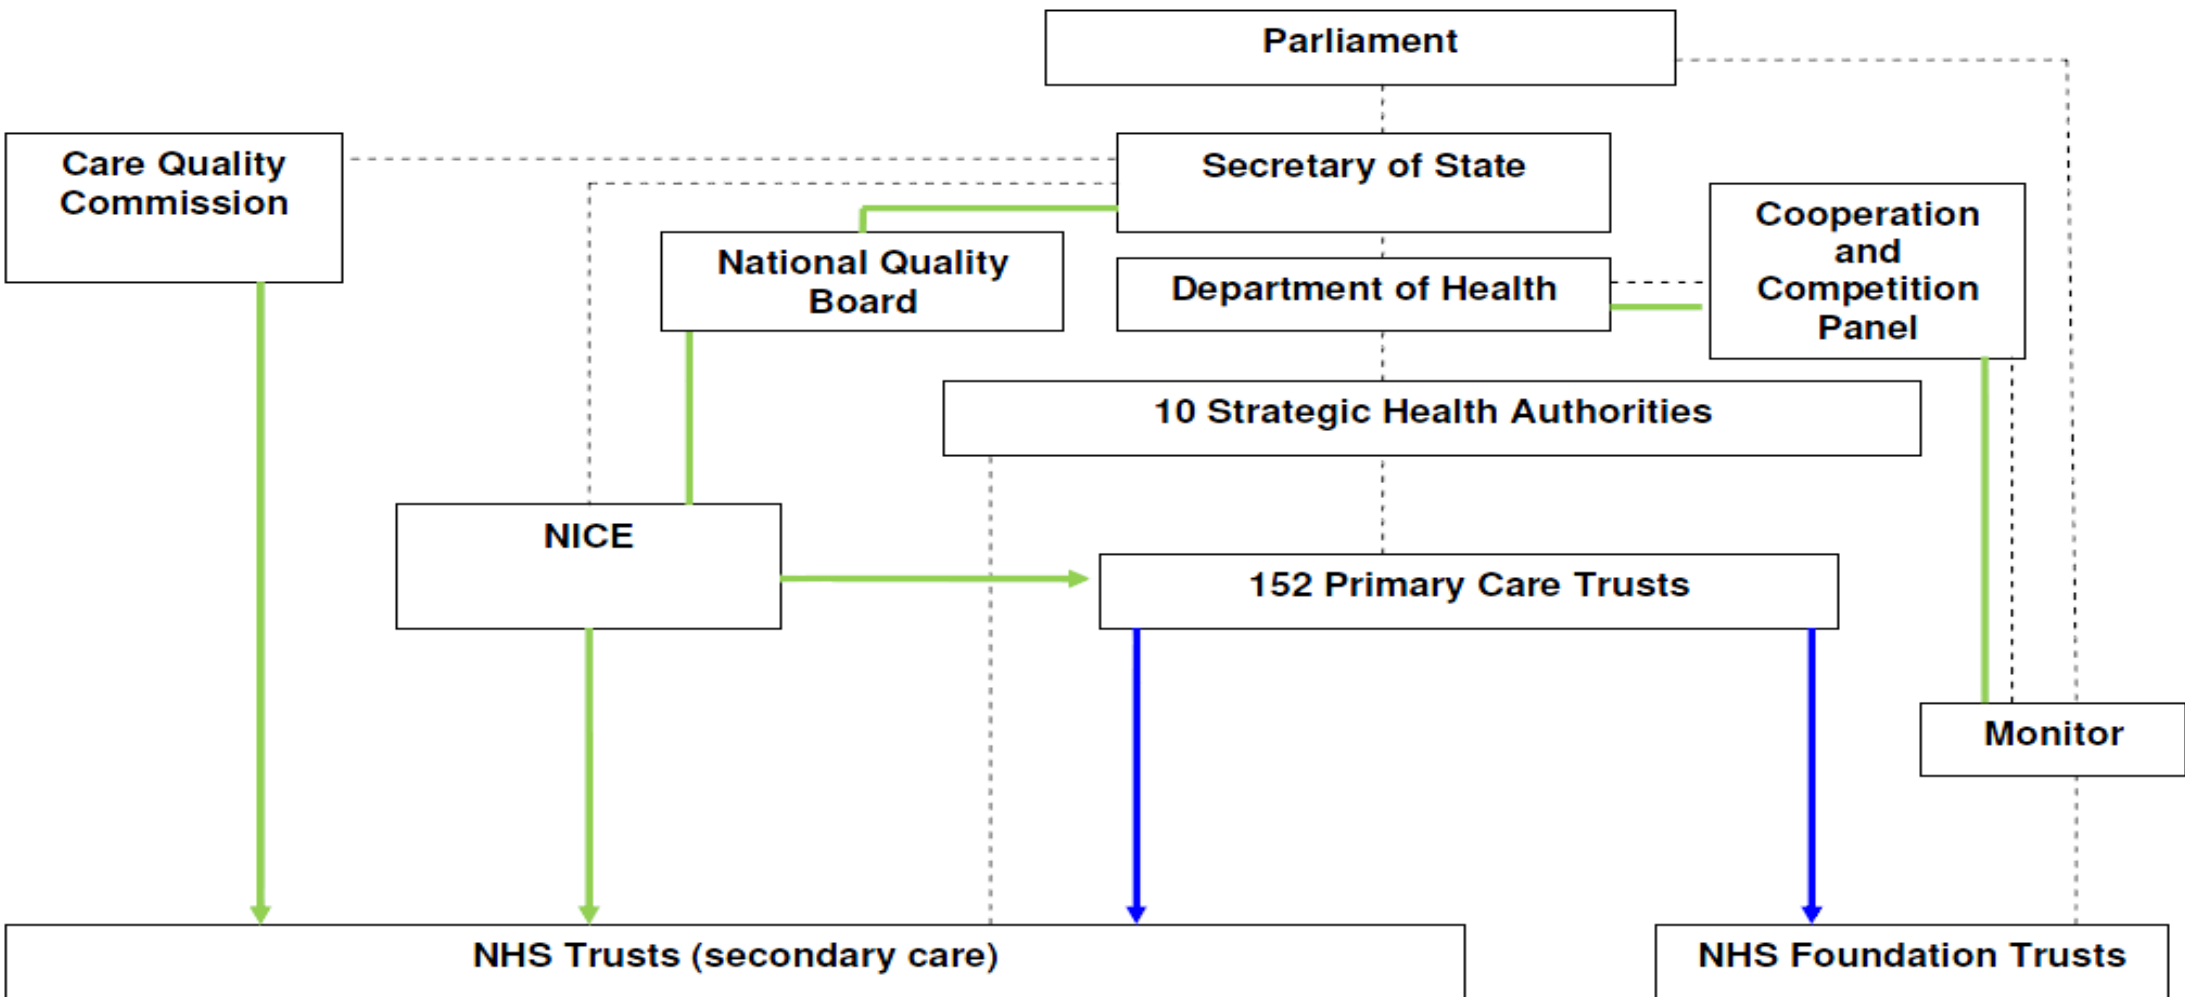 Parliament
Care Quality
Commission
Secretary of State
Cooperation
and
Competition
Panel
National Quality
Board
Department of Health
10 Strategic Health Authorities
NICE
152 Primary Care Trusts
Monitor
NHS Trusts (secondary care)
NHS Foundation Trusts